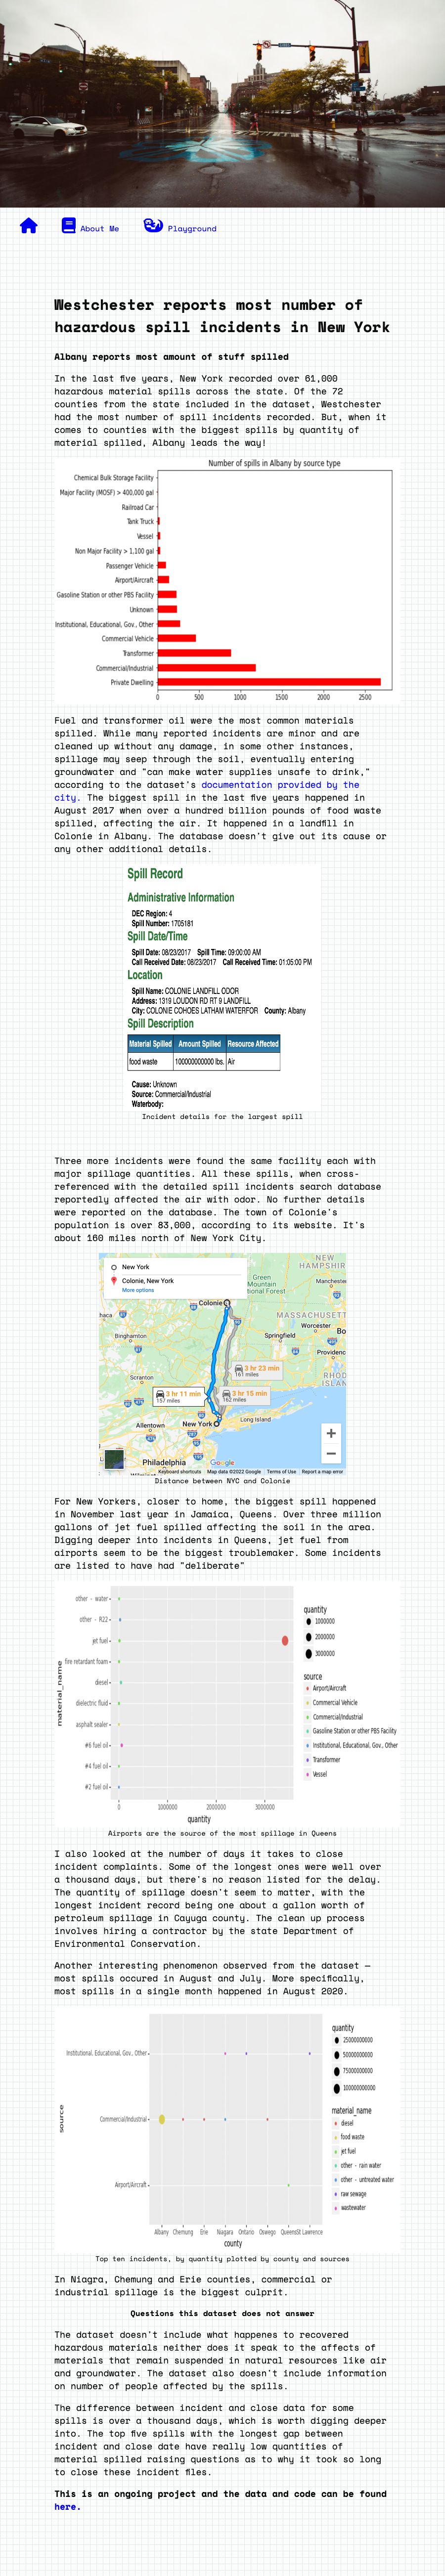 About Me
Playground
Westchester reports most number of
hazardous spill incidents in New York
Albany reports most amount of stuff spilled
In the last five years, New York recorded over 61,000
hazardous material spills across the state. Of the 72
counties from the state included in the dataset, Westchester
had the most number of spill incidents recorded. But, when it
comes to counties with the biggest spills by quantity of
material spilled, Albany leads the way!
Number of spills in Albany by source type
Chemical Bulk Storage Facility
Major Facility (MOSF) > 400,000 gal
Railroad Car
Tank Truck
Vessel
Non Major Facility > 1,100 gal
Passenger Vehicle
Airport/Aircraft
Gasoline Station or other PBS Facility
Unknown
Institutional, Educational, Gov., Other
Commercial Vehicle
Transformer
Commercial/Industrial
Private Dwelling
0 500 1000 1500 2000 2500
Fuel and transformer oil were the most common materials
spilled. While many reported incidents are minor and are
cleaned up without any damage, in some other instances,
spillage may seep through the soil, eventually entering
groundwater and "can make water supplies unsafe to drink,"
according to the dataset's documentation provided by the
city. The biggest spill in the last five years happened in
August 2017 when over a hundred billion pounds of food waste
spilled, affecting the air. It happened in a landfill in
Colonie in Albany. The database doesn't give out its cause or
any other additional details.
Spill Record
Administrative Information
DEC Region: 4
Spill Number: 1705181
Spill Date/Time
Spill Date: 08/23/2017 Spill Time: 09:00:00 AM
Call Received Date: 08/23/2017 Call Received Time: 01:05:00 PM
Location
Spill Name: COLONIE LANDFILL ODOR
Address: 1319 LOUDON RD RT 9 LANDFILL
City: COLONIE COHOES LATHAM WATERFOR County: Albany
Spill Description
Material Spilled Amount Spilled Resource Affected
food waste 100000000000 lbs. Air
Cause: Unknown
Source: Commercial/Industrial
Waterbody:
Incident details for the largest spill
Three more incidents were found the same facility each with
major spillage quantities. All these spills, when cross-
referenced with the detailed spill incidents search database
reportedly affected the air with odor. No further details
were reported on the database. The town of Colonie's
population is over 83,000, according to its website. It's
about 160 miles north of New York City.
New York
Colonie, New York
More options
NEW
HAMPSHIR
Green
Mountain
tional Forest
Manchester
Colonie
haca
MASSACHUSETT
Binghamton
Springfield
Worcester
Bo
Providenc
Scranton
RHOD
ISLAN
3 hr 23 min
161 miles
3 hr 11 min
157 miles
3 hr 15 min
162 miles
Allentown
New York
Long Island
Philadelphia
Google
Keyboard shortcuts Map data ©2022 Google Terms of Use Report a map error
Distance between NYC and Colonie
For New Yorkers, closer to home, the biggest spill happened
in November last year in Jamaica, Queens. Over three million
gallons of jet fuel spilled affecting the soil in the area.
Digging deeper into incidents in Queens, jet fuel from
airports seem to be the biggest troublemaker. Some incidents
are listed to have had "deliberate"
material_name
other - water
other - R22
jet fuel
fire retardant foam
diesel
dielectric fluid
asphalt sealer
#6 fuel oil
#4 fuel oil
#2 fuel oil
0 1000000 2000000 3000000
quantity
quantity
1000000
2000000
3000000
source
Airport/Aircraft
Commercial Vehicle
Commercial/Industrial
Gasoline Station or other PBS Facility
Institutional, Educational, Gov., Other
Transformer
Vessel
Airports are the source of the most spillage in Queens
I also looked at the number of days it takes to close
incident complaints. Some of the longest ones were well over
a thousand days, but there's no reason listed for the delay.
The quantity of spillage doesn't seem to matter, with the
longest incident record being one about a gallon worth of
petroleum spillage in Cayuga county. The clean up process
involves hiring a contractor by the state Department of
Environmental Conservation.
Another interesting phenomenon observed from the dataset —
most spills occured in August and July. More specifically,
most spills in a single month happened in August 2020.
source
Institutional, Educational, Gov., Other
Commercial/Industrial
Airport/Aircraft
Albany Chemung Erie Niagara Ontario Oswego Queens St Lawrence
county
quantity
25000000000
50000000000
75000000000
100000000000
material_name
diesel
food waste
jet fuel
other - rain water
other - untreated water
raw sewage
wastewater
Top ten incidents, by quantity plotted by county and sources
In Niagra, Chemung and Erie counties, commercial or
industrial spillage is the biggest culprit.
Questions this dataset does not answer
The dataset doesn't include what happenes to recovered
hazardous materials neither does it speak to the affects of
materials that remain suspended in natural resources like air
and groundwater. The dataset also doesn't include information
on number of people affected by the spills.
The difference between incident and close data for some
spills is over a thousand days, which is worth digging deeper
into. The top five spills with the longest gap between
incident and close date have really low quantities of
material spilled raising questions as to why it took so long
to close these incident files.
This is an ongoing project and the data and code can be found
here.